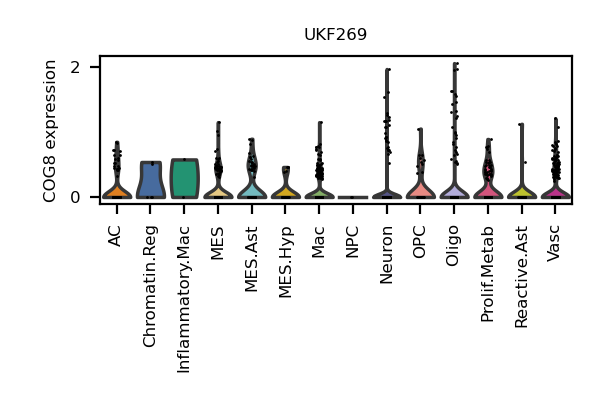 UKF269
COG8 expression
2
0
AC
Chromatin.Reg
Inflammatory.Mac
MES
MES.Ast
MES.Hyp
Mac
NPC
Neuron
OPC
Oligo
Prolif.Metab
Reactive.Ast
Vasc